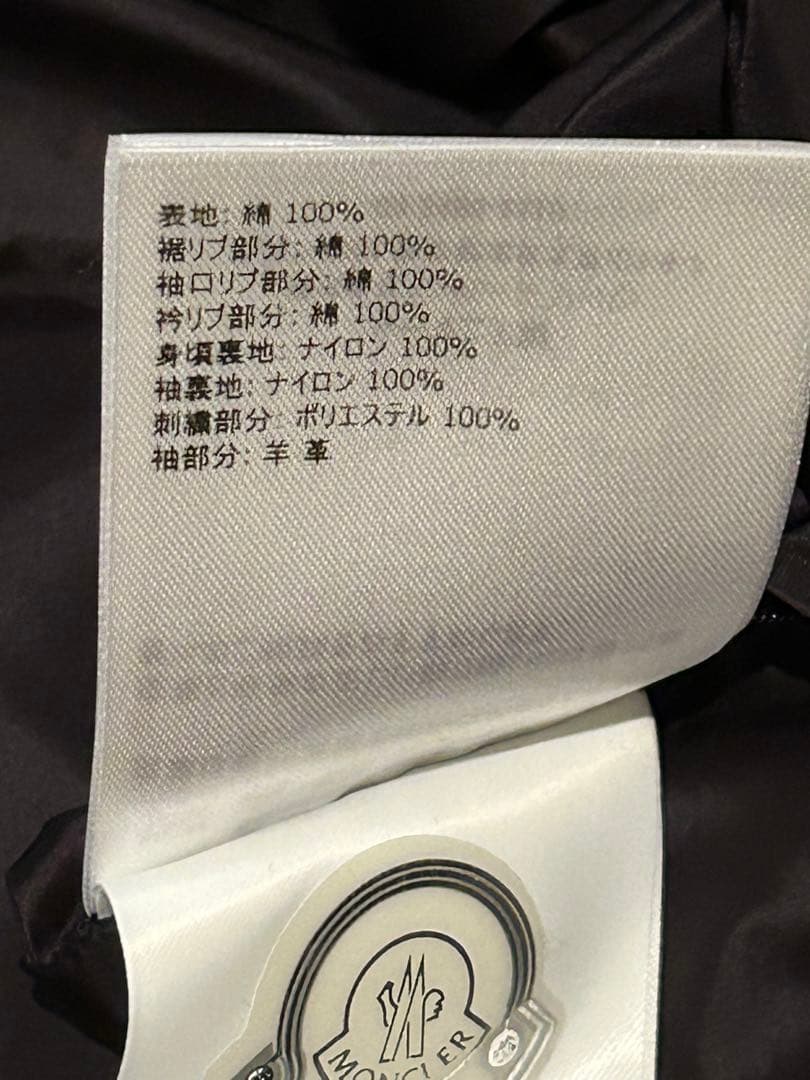 表地: 綿 100%
裾リブ部分: 綿 100%
袖口リブ部分: 綿 100%
衿リブ部分: 綿 100%
身頃裏地: ナイロン 100%
袖裏地: ナイロン 100%
刺繍部分: ポリエステル 100%
袖部分: 羊 革
MONCLER